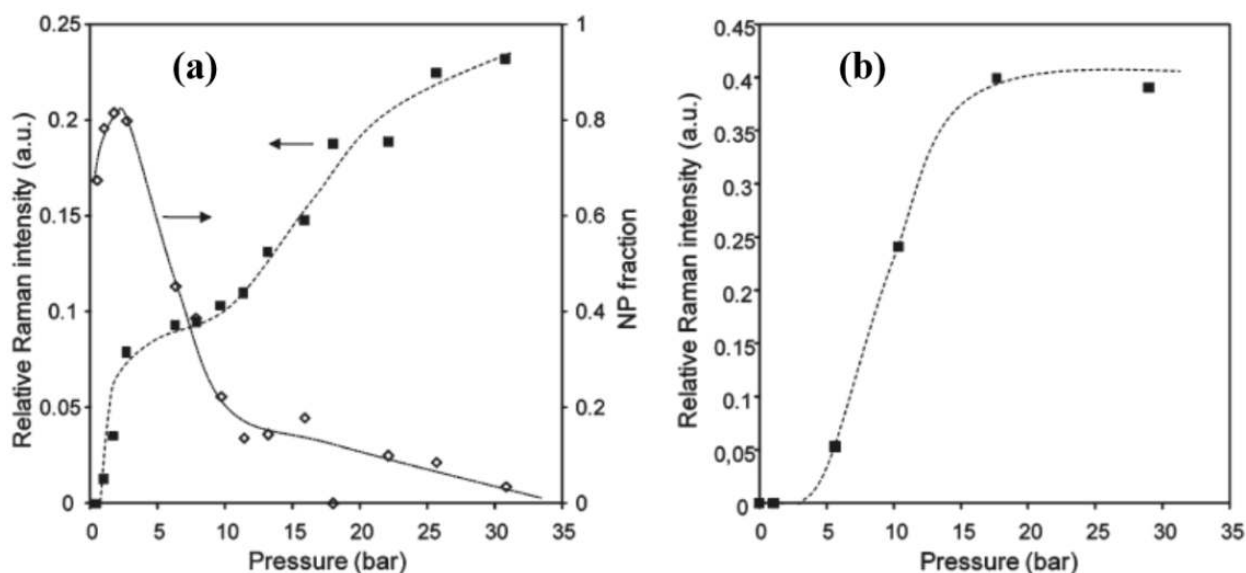 (a)
Relative Raman intensity (a.u.)
0.25
0.2
0.15
0.1
0.05
0
1
0.8
0.6
0.4
0.2
0
NP fraction
0 5 10 15 20 25 30 35
Pressure (bar)
(b)
Relative Raman intensity (a.u.)
0.45
0.40
0.35
0.4
0.25
0.2
0.15
0.1
0,05
0
0 5 10 15 20 25 30 35
Pressure (bar)